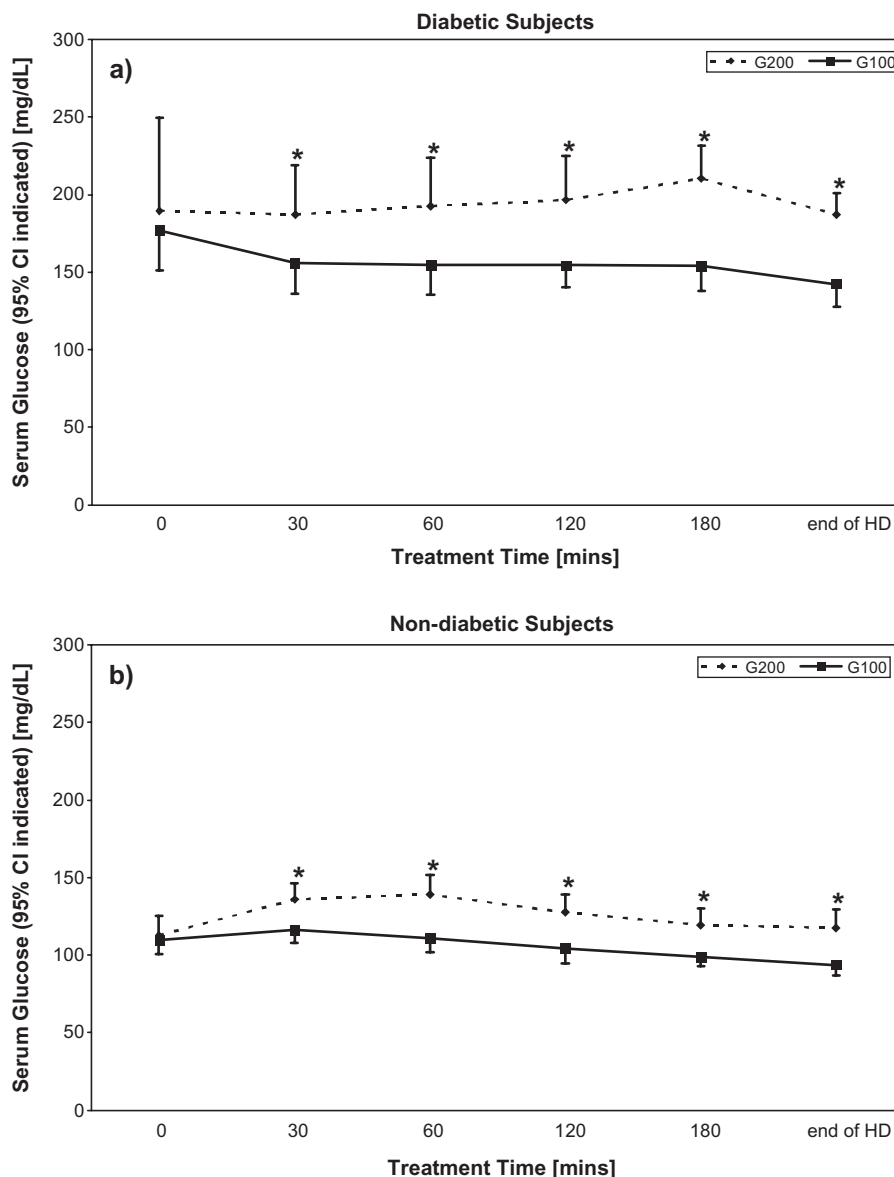 Diabetic Subjects
a)
G200 G100
Serum Glucose (95% CI indicated) [mg/dL]
300
250
200
150
100
50
0
* * * * *
0 30 60 120 180 end of HD
Treatment Time [mins]
Non-diabetic Subjects
b)
G200 G100
Serum Glucose (95% CI indicated) [mg/dL]
300
250
200
150
100
50
0
* * * * *
0 30 60 120 180 end of HD
Treatment Time [mins]